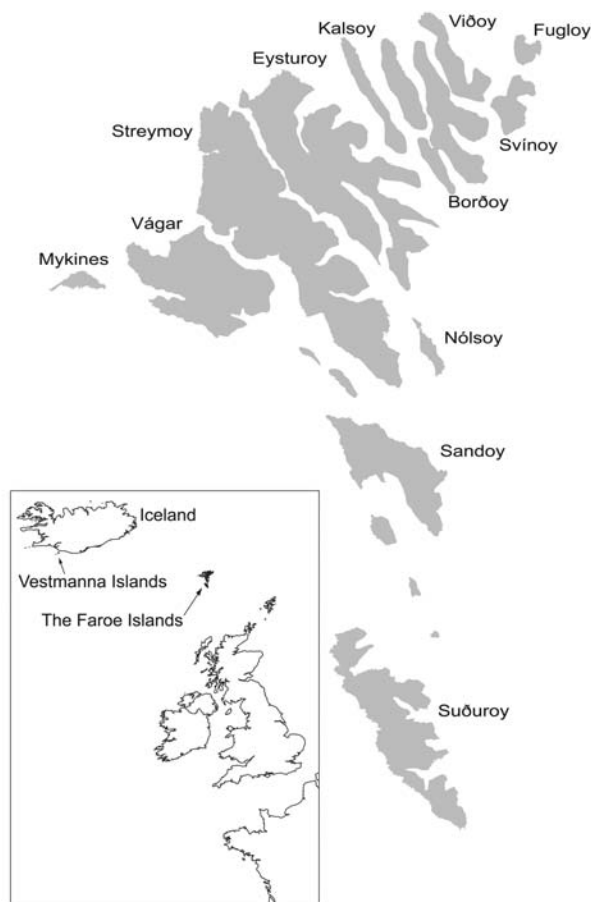 Viðoy
Kalsoy
Fugloy
Eysturoy
Streymoy
Svínoy
Borðoy
Vágar
Mykines
Nólsoy
Sandoy
Iceland
Vestmanna Islands
The Faroe Islands
Suðuroy